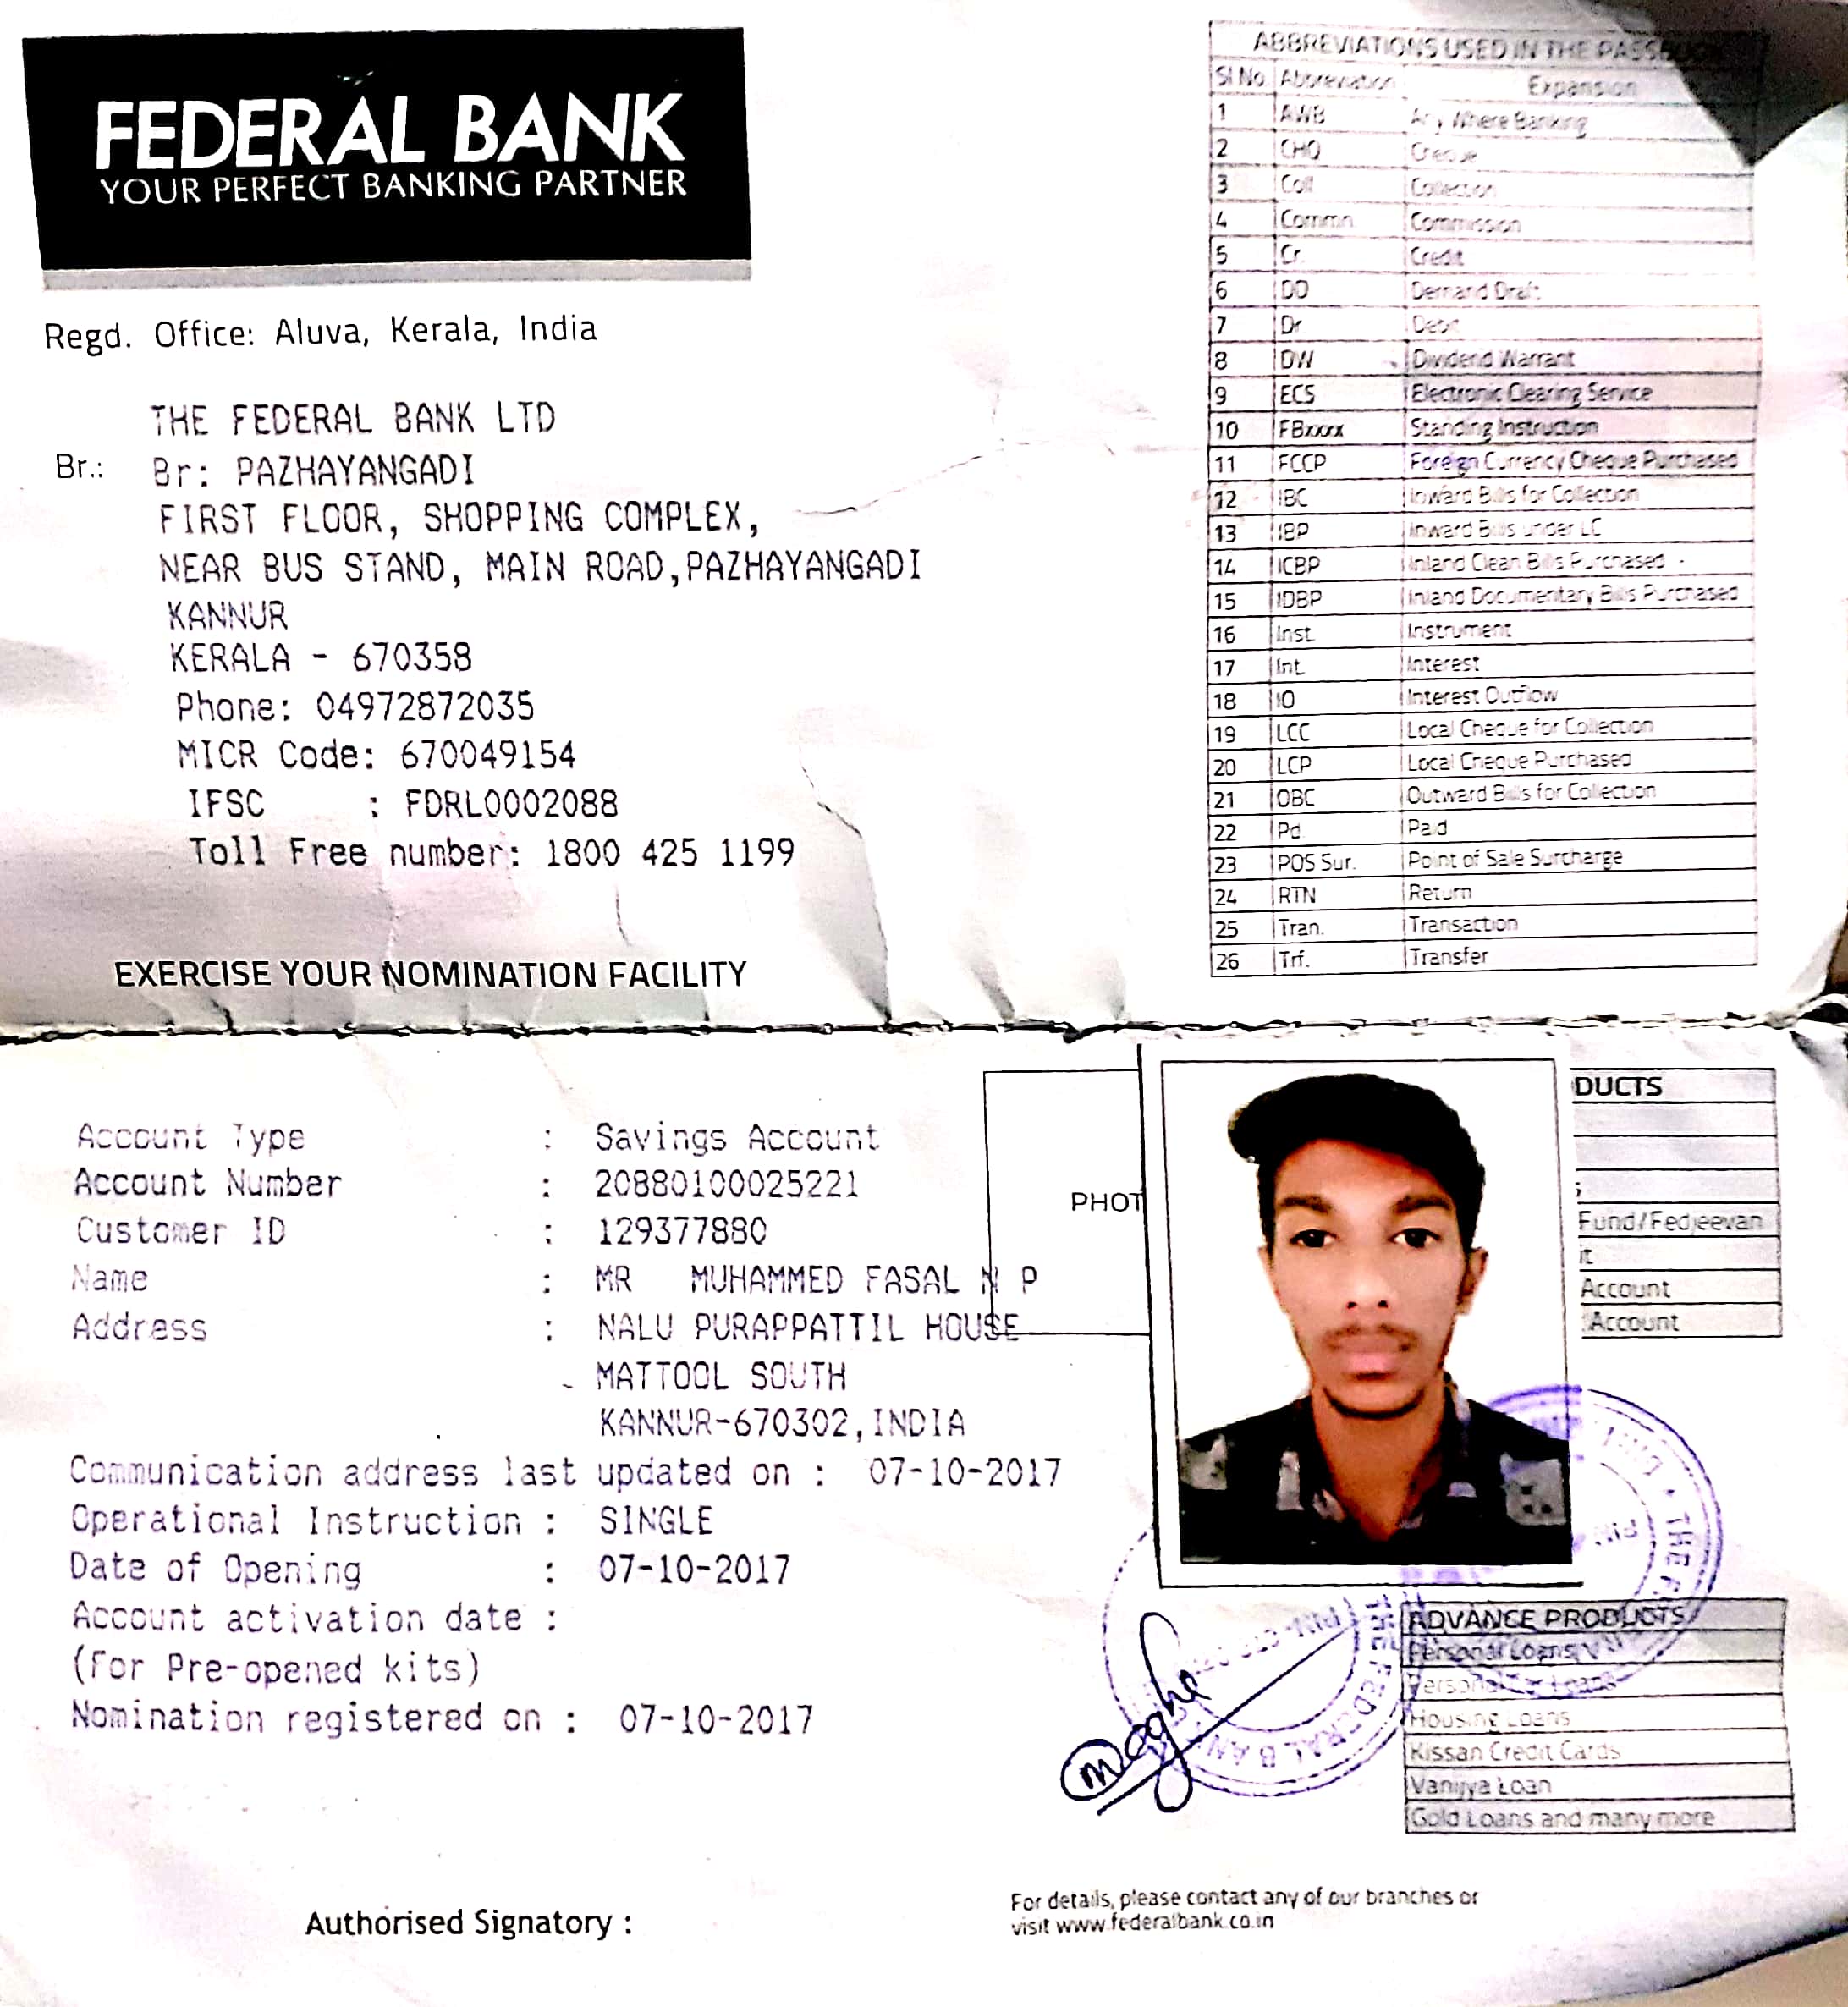 FEDERAL BANK
YOUR PERFECT BANKING PARTNER
Regd. Office: Aluva, Kerala, India
THE FEDERAL BANK LTD
Br.: Br: PAZHAYANGADI
FIRST FLOOR, SHOPPING COMPLEX,
NEAR BUS STAND, MAIN ROAD,PAZHAYANGADI
KANNUR
KERALA - 670358
Phone: 04972872035
MICR Code: 670049154
IFSC : FDRL0002088
Toll Free number: 1800 425 1199
EXERCISE YOUR NOMINATION FACILITY
ABBREVIATIONS USED IN THE
Sl No. Abbreviation Expansion
1 AWB Any Where Banking
2 CHQ Cheque
3 Coll Collection
4 Commn. Commission
5 Cr. Credit
6 DD Demand Draft
7 Dr Debit
8 DW Dividend Warrant
9 ECS Electronic Clearing Service
10 FBxxxx Standing Instruction
11 FCCP Foreign Currency Cheque Purchased
12 IBC Inward Bills for Collection
13 IBP Inward Bills under LC
14 ICBP Inland Clean Bills Purchased
15 IDBP Inland Documentary Bills Purchased
16 Inst. Instrument
17 Int. Interest
18 IO Interest Outflow
19 LCC Local Cheque for Collection
20 LCP Local Cheque Purchased
21 OBC Outward Bills for Collection
22 Pd. Paid
23 POS Sur. Point of Sale Surcharge
24 RTN Return
25 Tran. Transaction
26 Trf. Transfer
Account Type : Savings Account
Account Number : 20880100025221
Customer ID : 129377880
Name : MR MUHAMMED FASAL N P
Address : NALU PURAPPATTIL HOUSE
MATTOOL SOUTH
KANNUR-670302,INDIA
Communication address last updated on : 07-10-2017
Operational Instruction : SINGLE
Date of Opening : 07-10-2017
Account activation date :
(For Pre-opened kits)
Nomination registered on : 07-10-2017
Authorised Signatory :
PHOT
DUCTS
Fund/Fedjeevan
it
Account
Account
THE FEDERAL BANK
ADVANCE PRODUCTS
Personal Loans
Personal Car Loans
Housing Loans
Kissan Credit Cards
Vanijya Loan
Gold Loans and many more
For details, please contact any of our branches or
visit www.federalbank.co.in